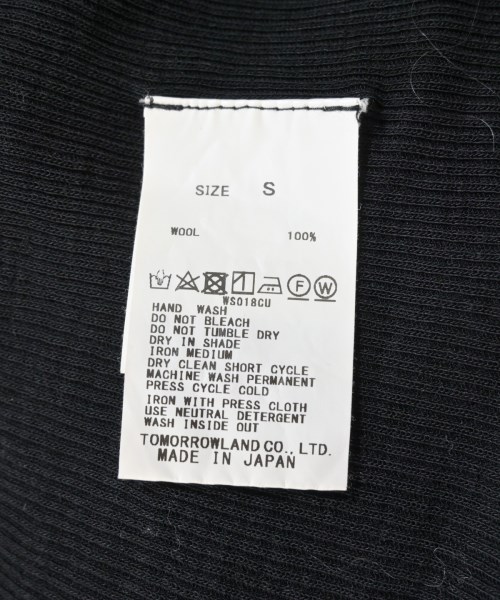 SIZE S
WOOL 100%
F W
WS018CU
HAND WASH
DO NOT BLEACH
DO NOT TUMBLE DRY
DRY IN SHADE
IRON MEDIUM
DRY CLEAN SHORT CYCLE
MACHINE WASH PERMANENT
PRESS CYCLE COLD
IRON WITH PRESS CLOTH
USE NEUTRAL DETERGENT
WASH INSIDE OUT
TOMORROWLAND CO., LTD.
MADE IN JAPAN